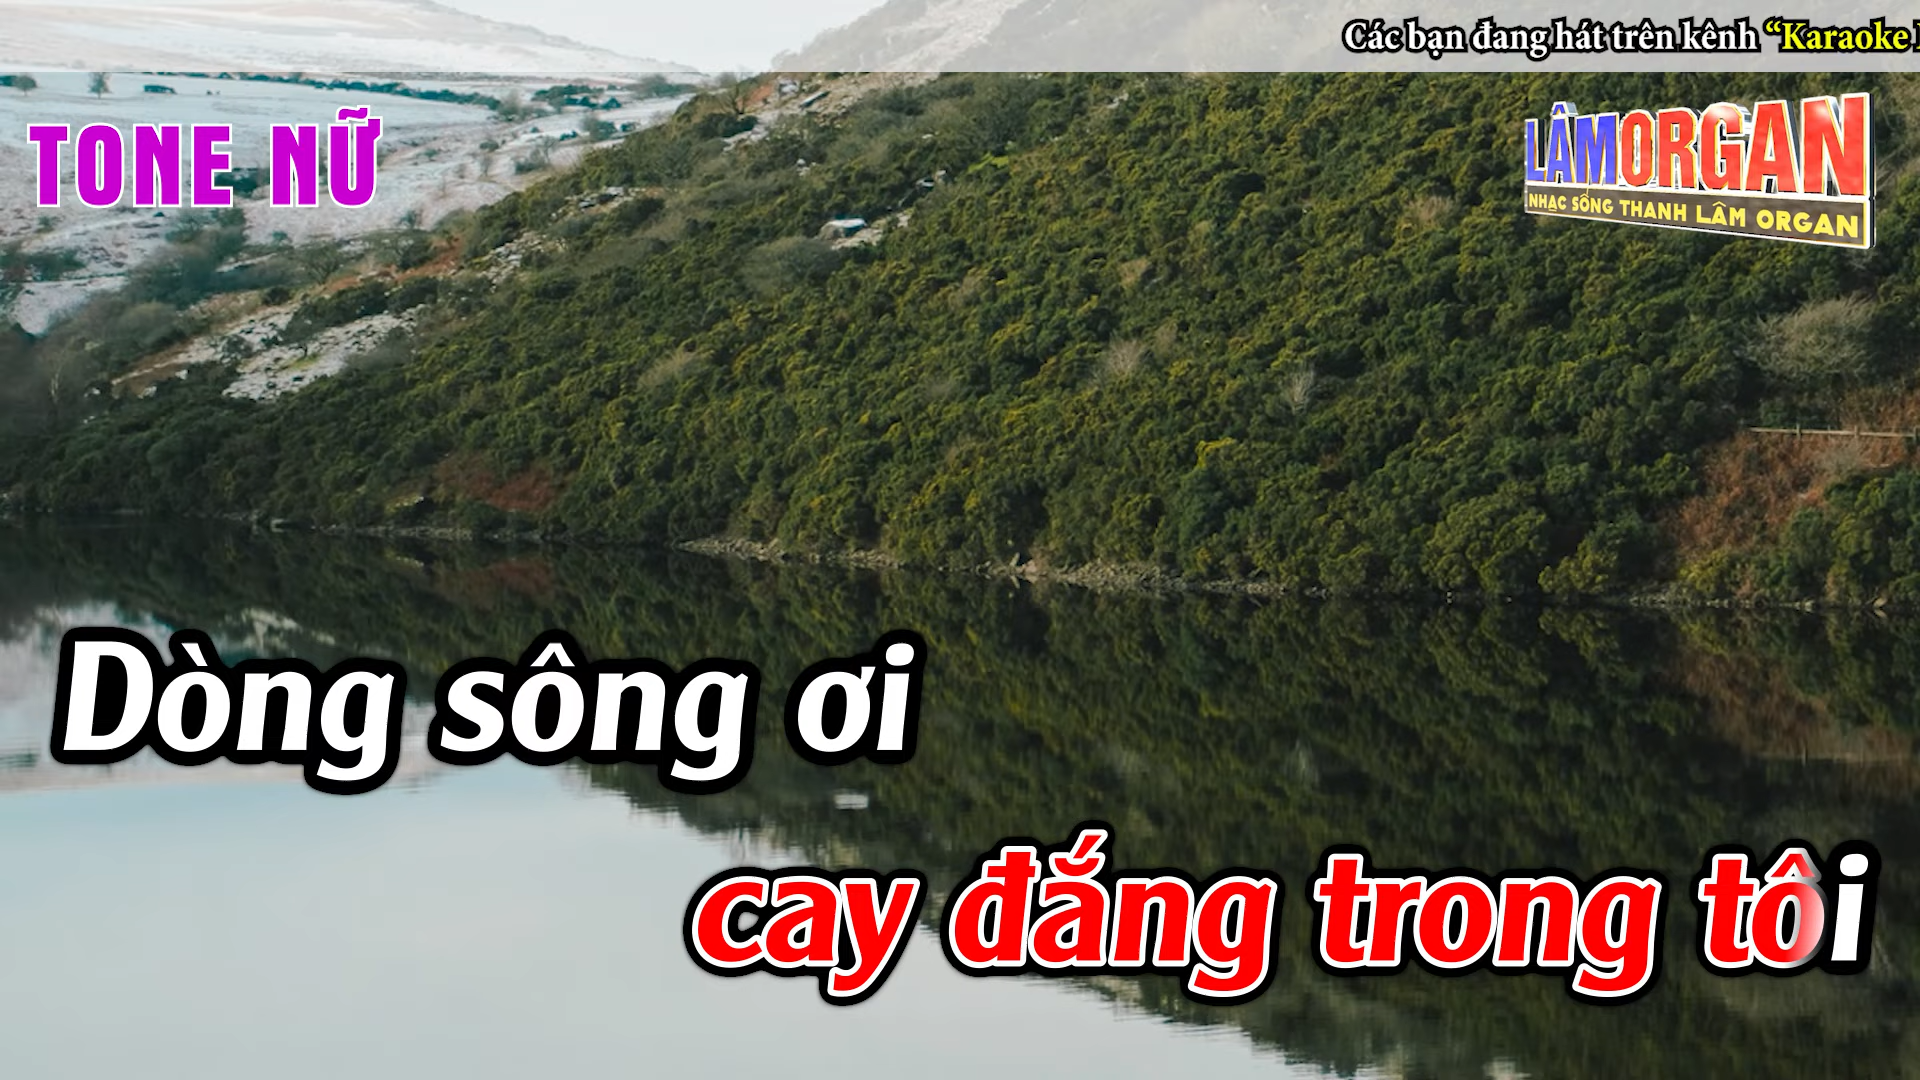 Các bạn đang hát trên kênh “Karaoke
TONE NỮ
LÂMORGAN
NHẠC SỐNG THANH LÂM ORGAN
Dòng sông ơi
cay đắng trong tôi